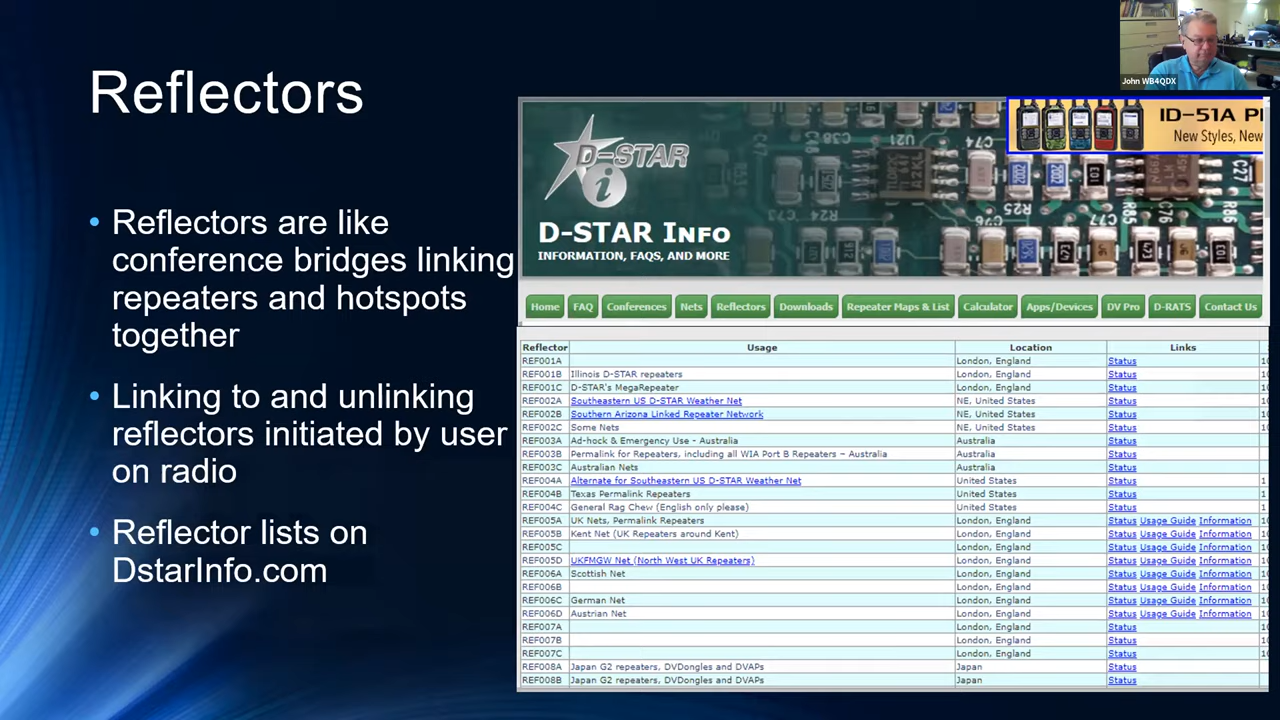 Reflectors
• Reflectors are like
conference bridges linking
repeaters and hotspots
together
• Linking to and unlinking
reflectors initiated by user
on radio
• Reflector lists on
DstarInfo.com
John WB4QDX
ID-51A P
New Styles, New
D-STAR
i
D-STAR INFO
INFORMATION, FAQS, AND MORE
Home FAQ Conferences Nets Reflectors Downloads Repeater Maps & List Calculator Apps/Devices DV Pro D-RATS Contact Us
Reflector Usage Location Links
REF001A London, England Status
REF001B Illinois D-STAR repeaters London, England Status
REF001C D-STAR's MegaRepeater London, England Status
REF002A Southeastern US D-STAR Weather Net NE, United States Status
REF002B Southern Arizona Linked Repeater Network NE, United States Status
REF002C Some Nets NE, United States Status
REF003A Ad-hock & Emergency Use - Australia Australia Status
REF003B Permalink for Repeaters, including all WIA Port B Repeaters ~ Australia Australia Status
REF003C Australian Nets Australia Status
REF004A Alternate for Southeastern US D-STAR Weather Net United States Status
REF004B Texas Permalink Repeaters United States Status
REF004C General Rag Chew (English only please) United States Status
REF005A UK Nets, Permalink Repeaters London, England Status Usage Guide Information
REF005B Kent Net (UK Repeaters around Kent) London, England Status Usage Guide Information
REF005C London, England Status Usage Guide Information
REF005D UKFMGW Net (North West UK Repeaters) London, England Status Usage Guide Information
REF006A Scottish Net London, England Status Usage Guide Information
REF006B London, England Status Usage Guide Information
REF006C German Net London, England Status Usage Guide Information
REF006D Austrian Net London, England Status Usage Guide Information
REF007A London, England Status
REF007B London, England Status
REF007C London, England Status
REF008A Japan G2 repeaters, DVDongles and DVAPs Japan Status
REF008B Japan G2 repeaters, DVDongles and DVAPs Japan Status